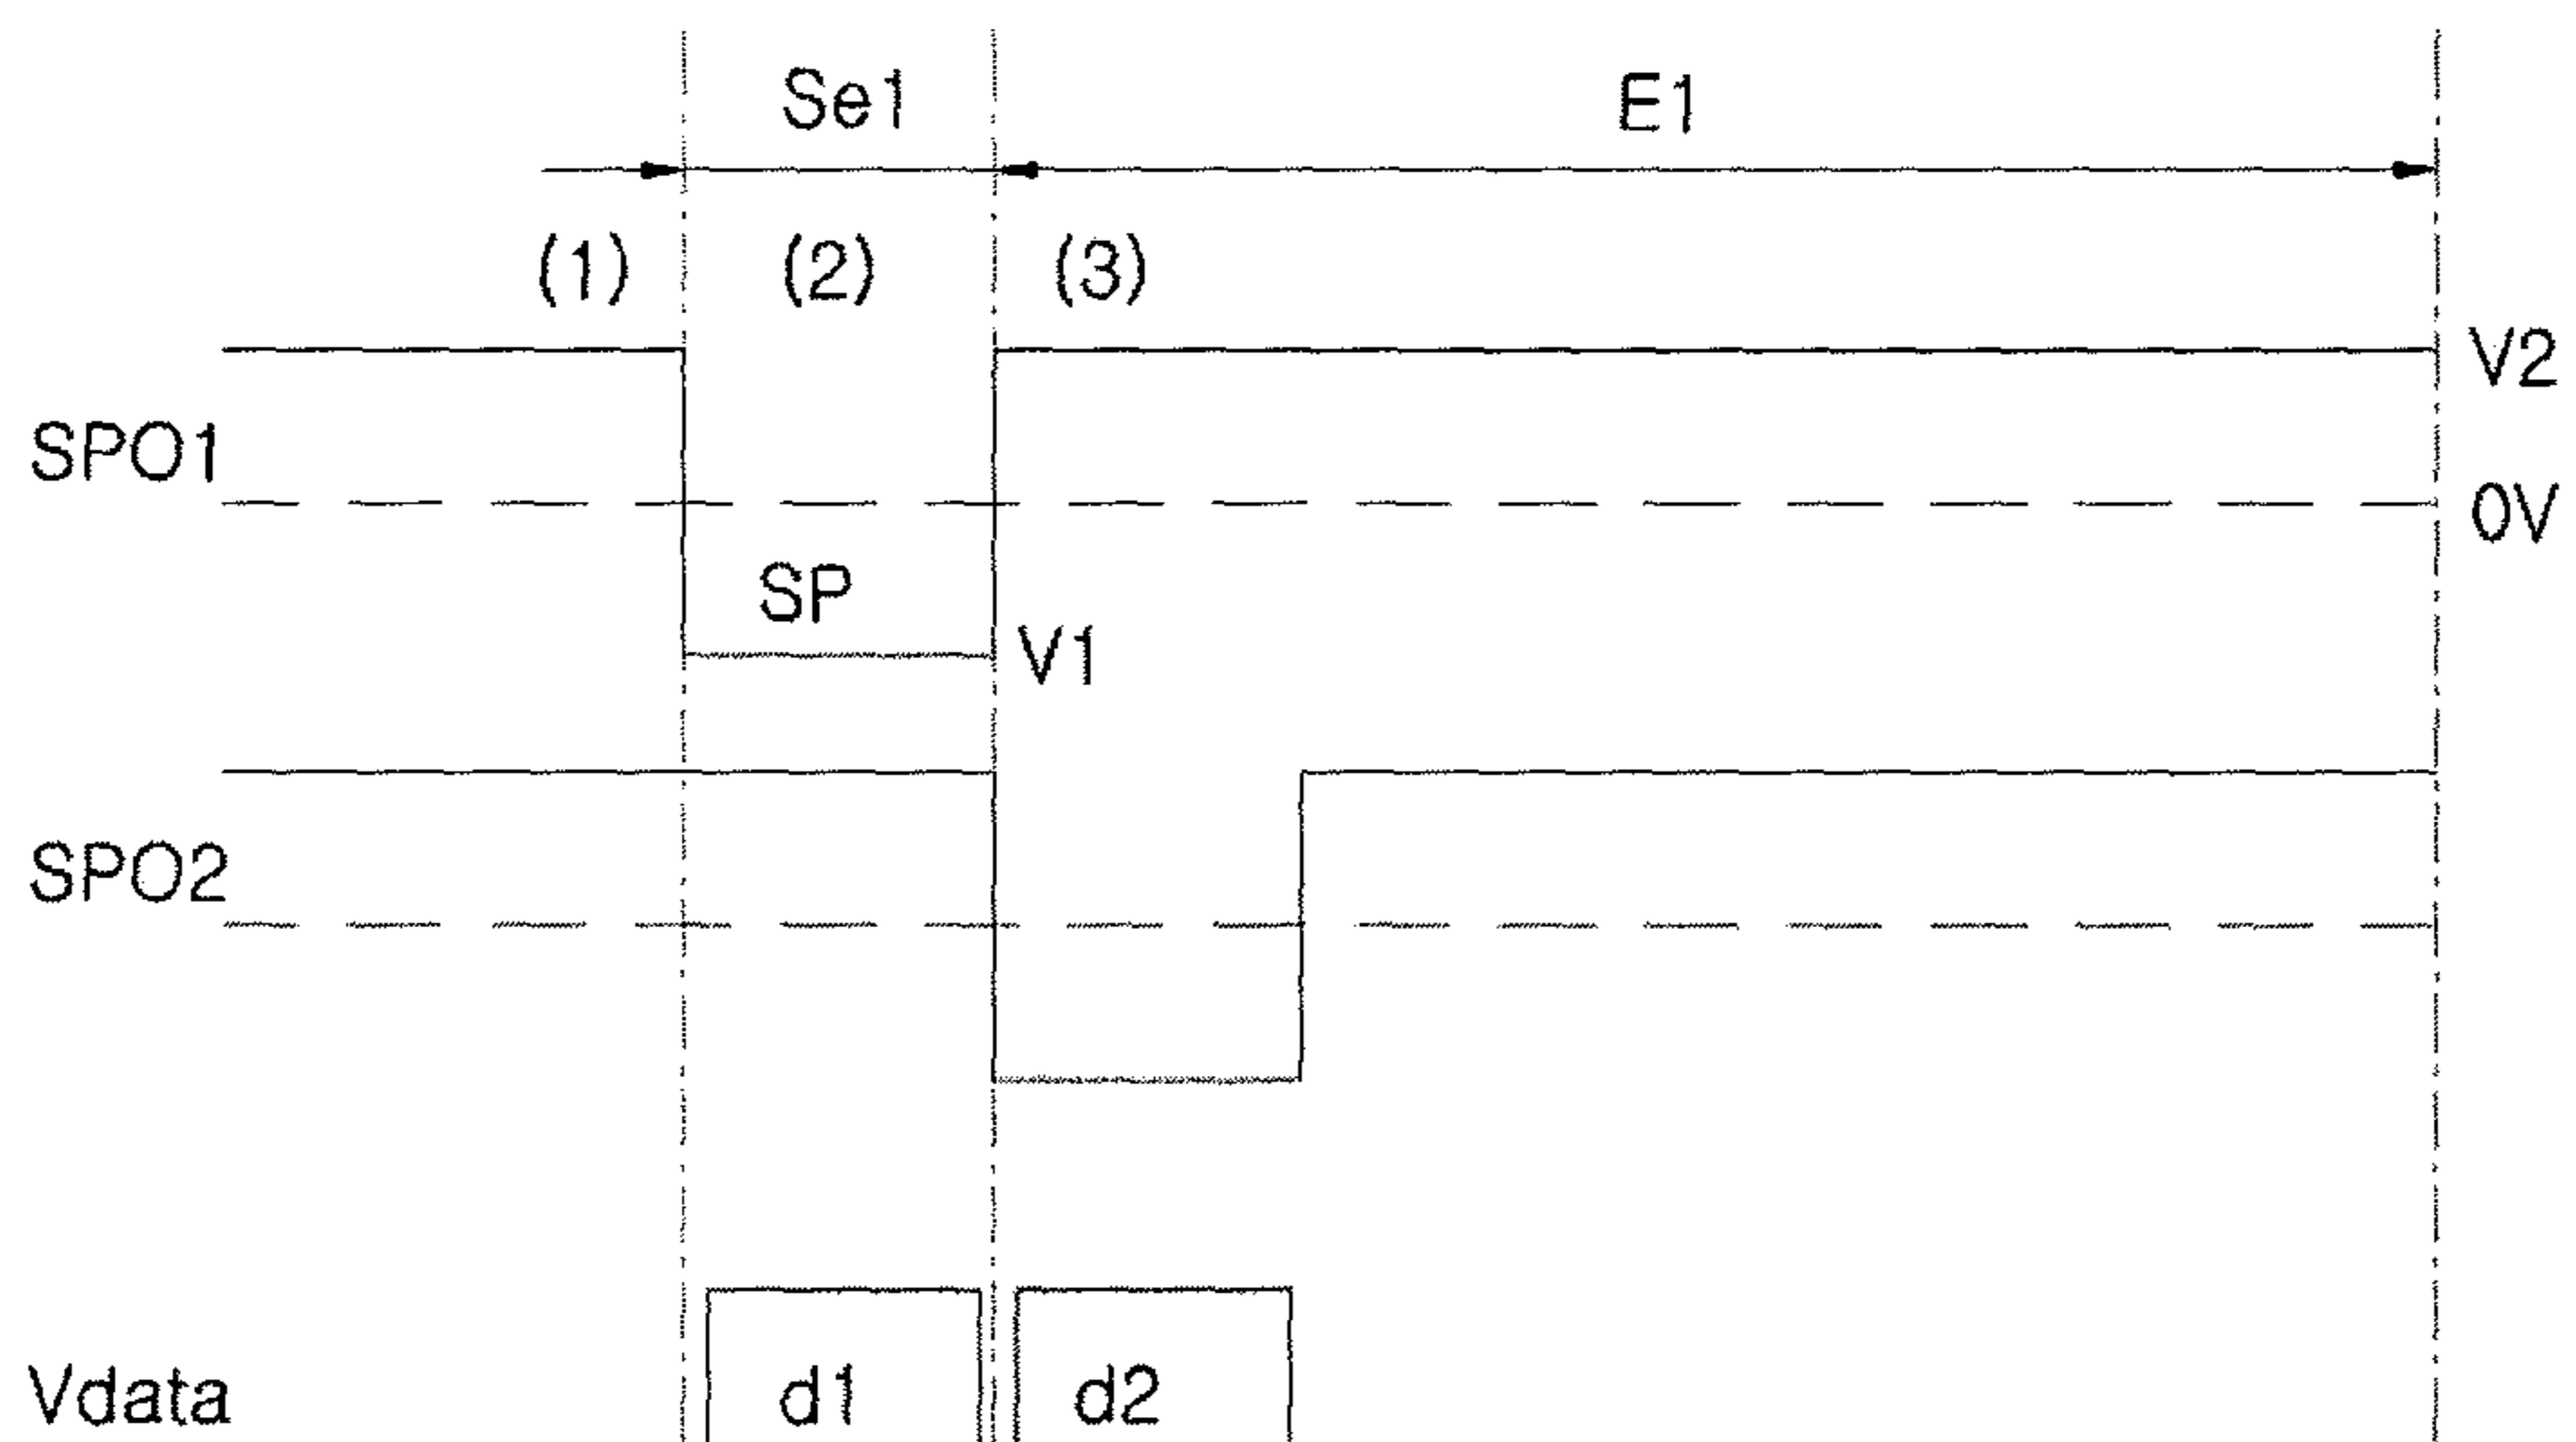 Se1
E1
(1)
(2)
(3)
V2
SPO1
0V
SP
V1
SPO2
Vdata
d1
d2